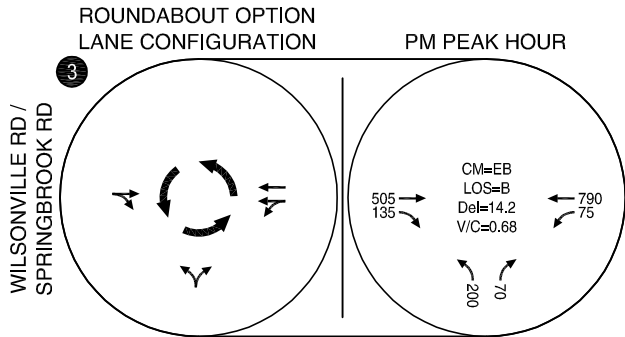 ROUNDABOUT OPTION
LANE CONFIGURATION
PM PEAK HOUR
3
WILSONVILLE RD /
SPRINGBROOK RD
CM=EB
LOS=B
Del=14.2
V/C=0.68
505
135
790
75
200
70